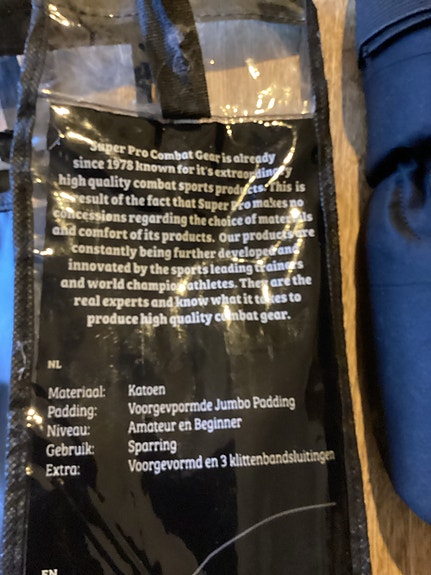 Super Pro Combat Gear is already
since 1978 known for it's extraordinary
high quality combat sports products. This is
result of the fact that Super Pro makes no
concessions regarding the choice of materials
and comfort of its products. Our products are
constantly being further developed and
innovated by the sports leading trainers
and world champion athletes. They are the
real experts and know what it takes to
produce high quality combat gear.
NL
Materiaal: Katoen
Padding: Voorgevpormde Jumbo Padding
Niveau: Amateur en Beginner
Gebruik: Sparring
Extra: Voorgevormd en 3 klittenbandsluitingen
EN